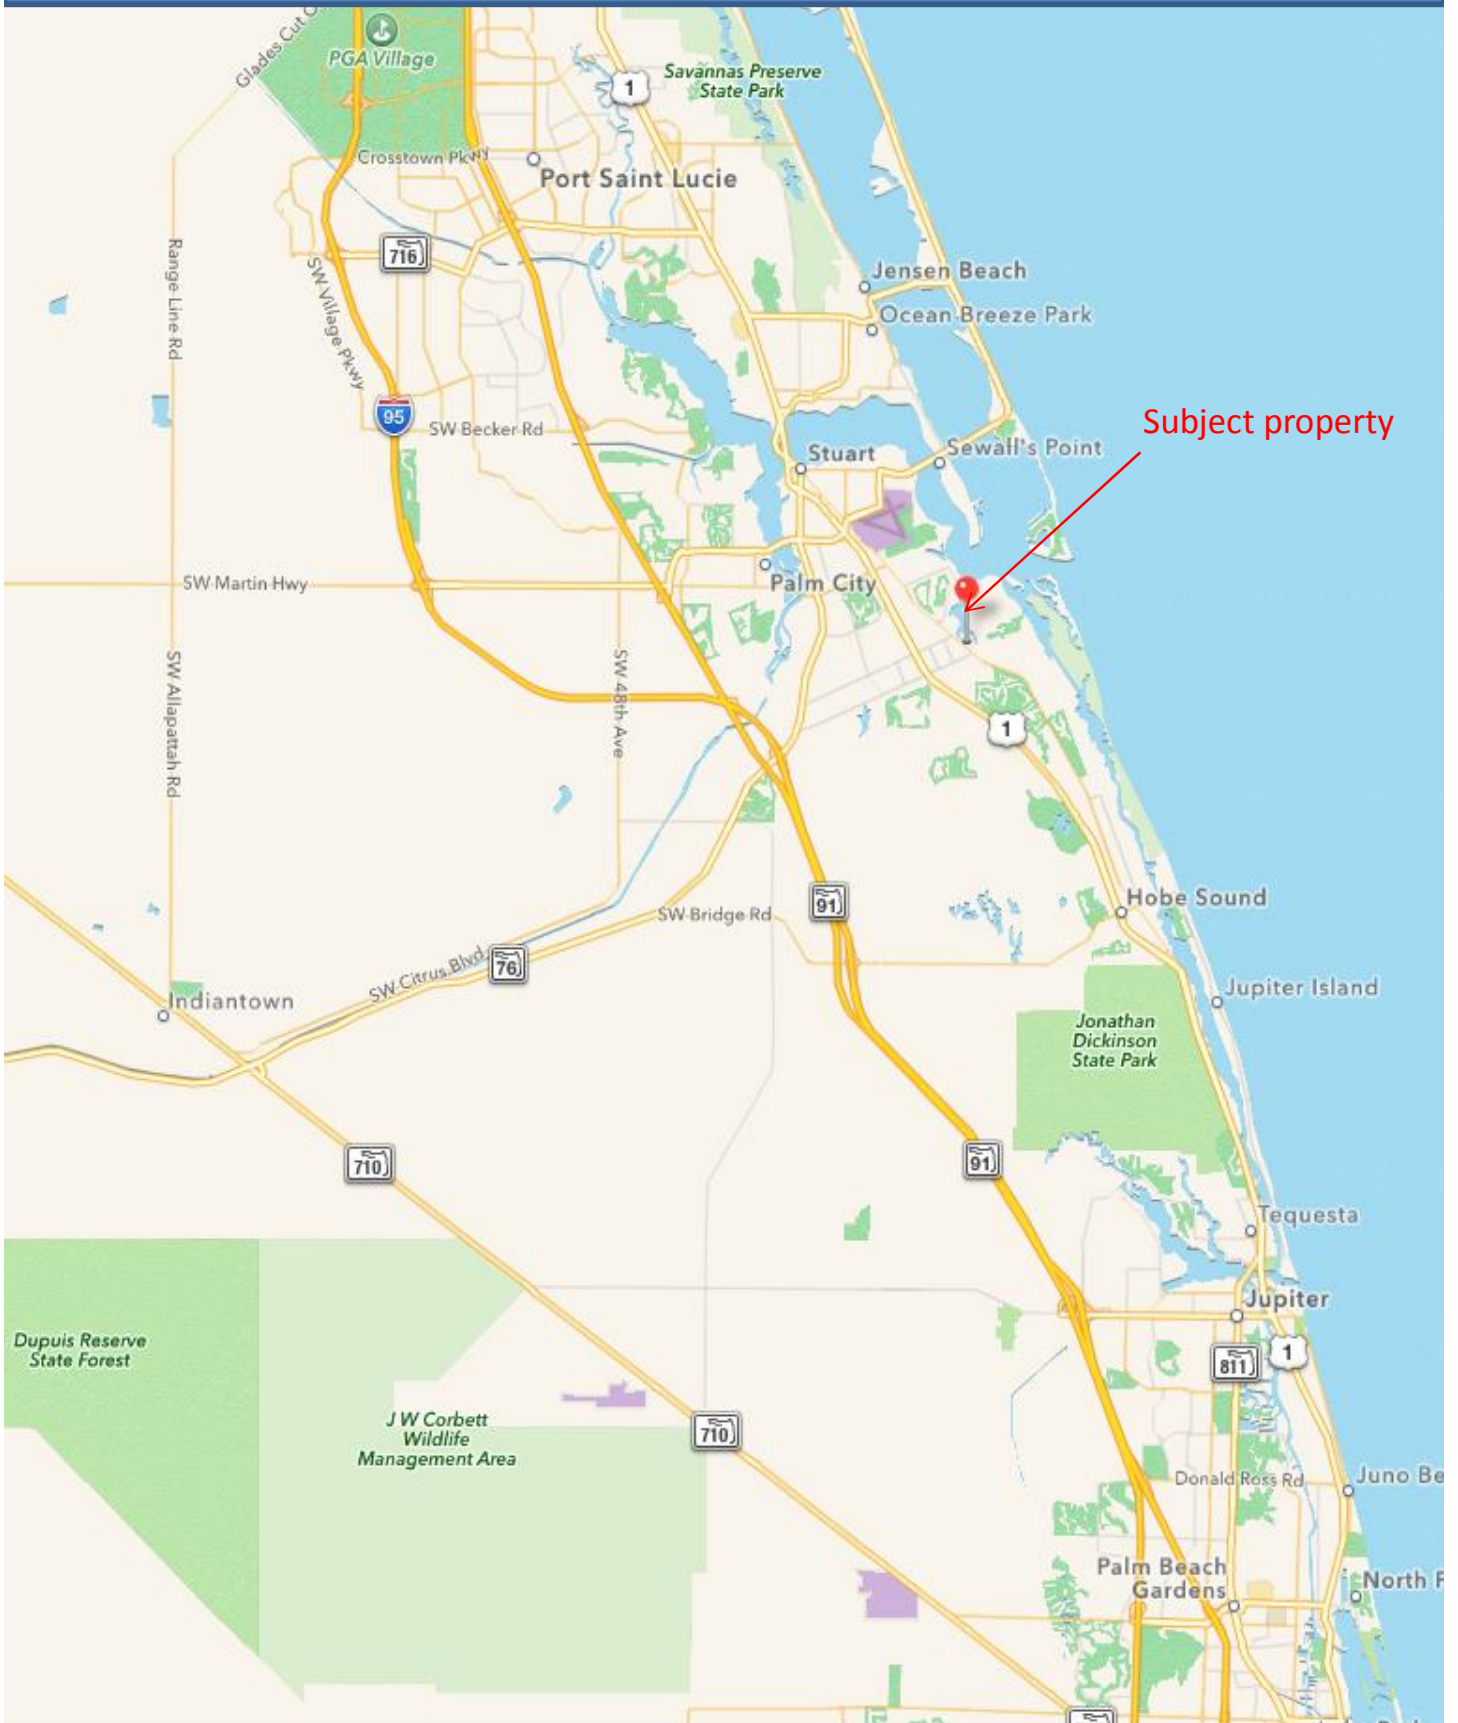 Glades Cut O
PGA Village
1
Savannas Preserve
State Park
Crosstown Pkwy
Port Saint Lucie
716
Range Line Rd
SW Village Pkwy
Jensen Beach
Ocean Breeze Park
95
SW Becker Rd
Subject property
Stuart
Sewall's Point
SW Martin Hwy
Palm City
SW Allapattah Rd
SW 48th Ave
1
91
Hobe Sound
SW Bridge Rd
SW Citrus Blvd
76
Indiantown
Jupiter Island
Jonathan
Dickinson
State Park
710
91
Tequesta
Jupiter
Dupuis Reserve
State Forest
811
1
J W Corbett
Wildlife
Management Area
710
Donald Ross Rd
Juno Be
Palm Beach
Gardens
North